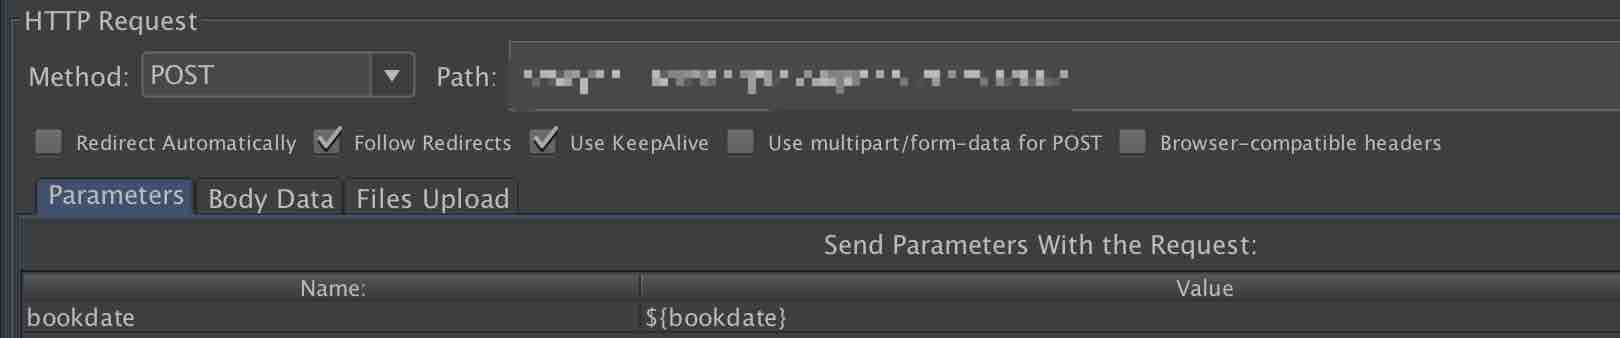 HTTP Request
Method: POST Path:
Redirect Automatically Follow Redirects Use KeepAlive Use multipart/form-data for POST Browser-compatible headers
Parameters Body Data Files Upload
Send Parameters With the Request:
Name: Value
bookdate ${bookdate}